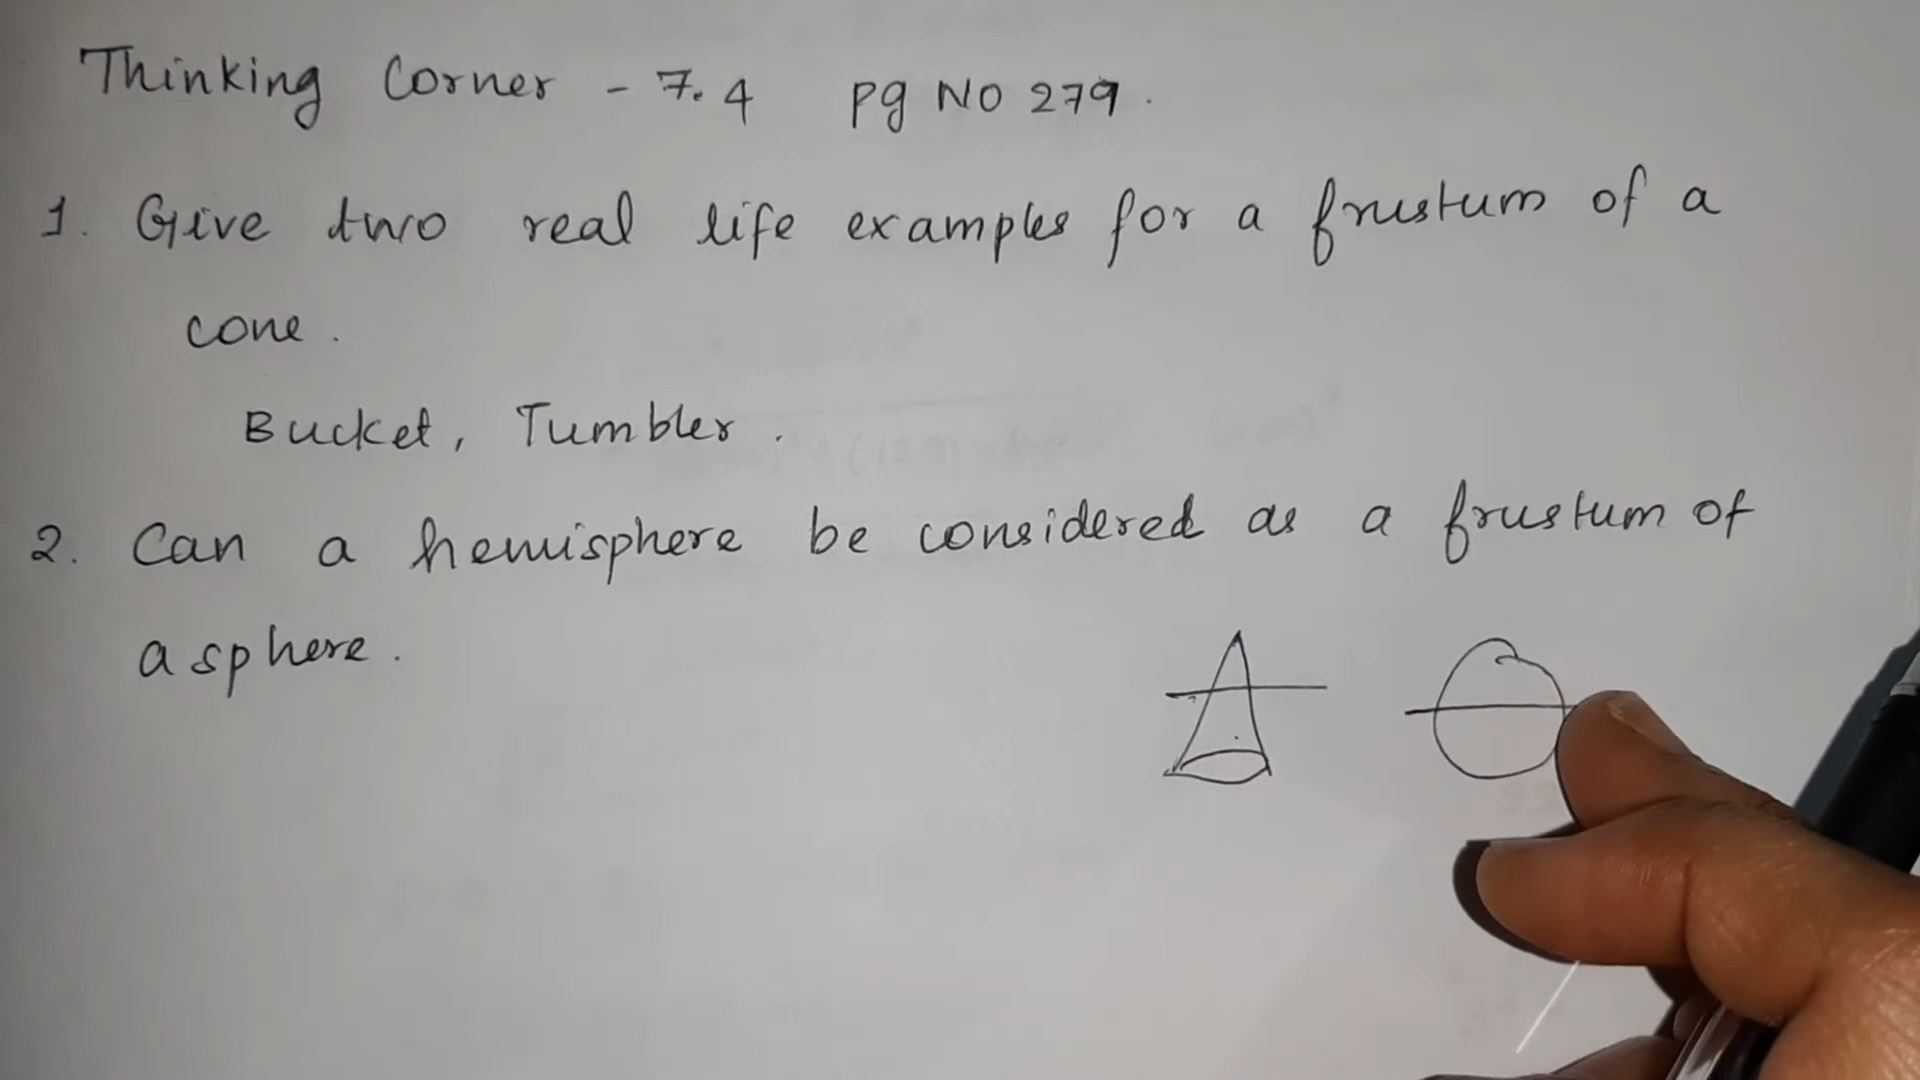 Thinking Corner - 7.4 pg NO 279.
1. Give two real life examples for a frustum of a
cone.
Bucket, Tumbler.
2. Can a hemisphere be considered as a frustum of
a sphere.